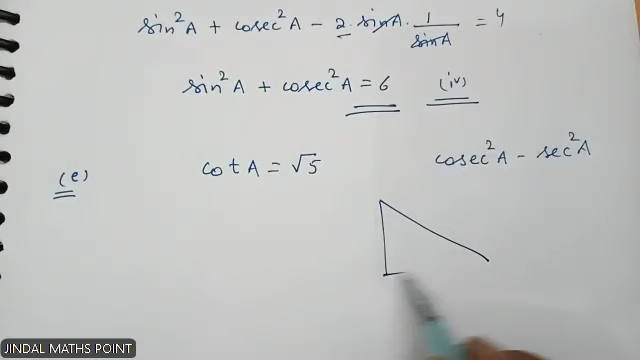 sin²A + cosec²A - 2 · sinA · 1/sinA = 4
sin²A + cosec²A = 6 (iv)
(e) cot A = √5 cosec²A - sec²A
JINDAL MATHS POINT